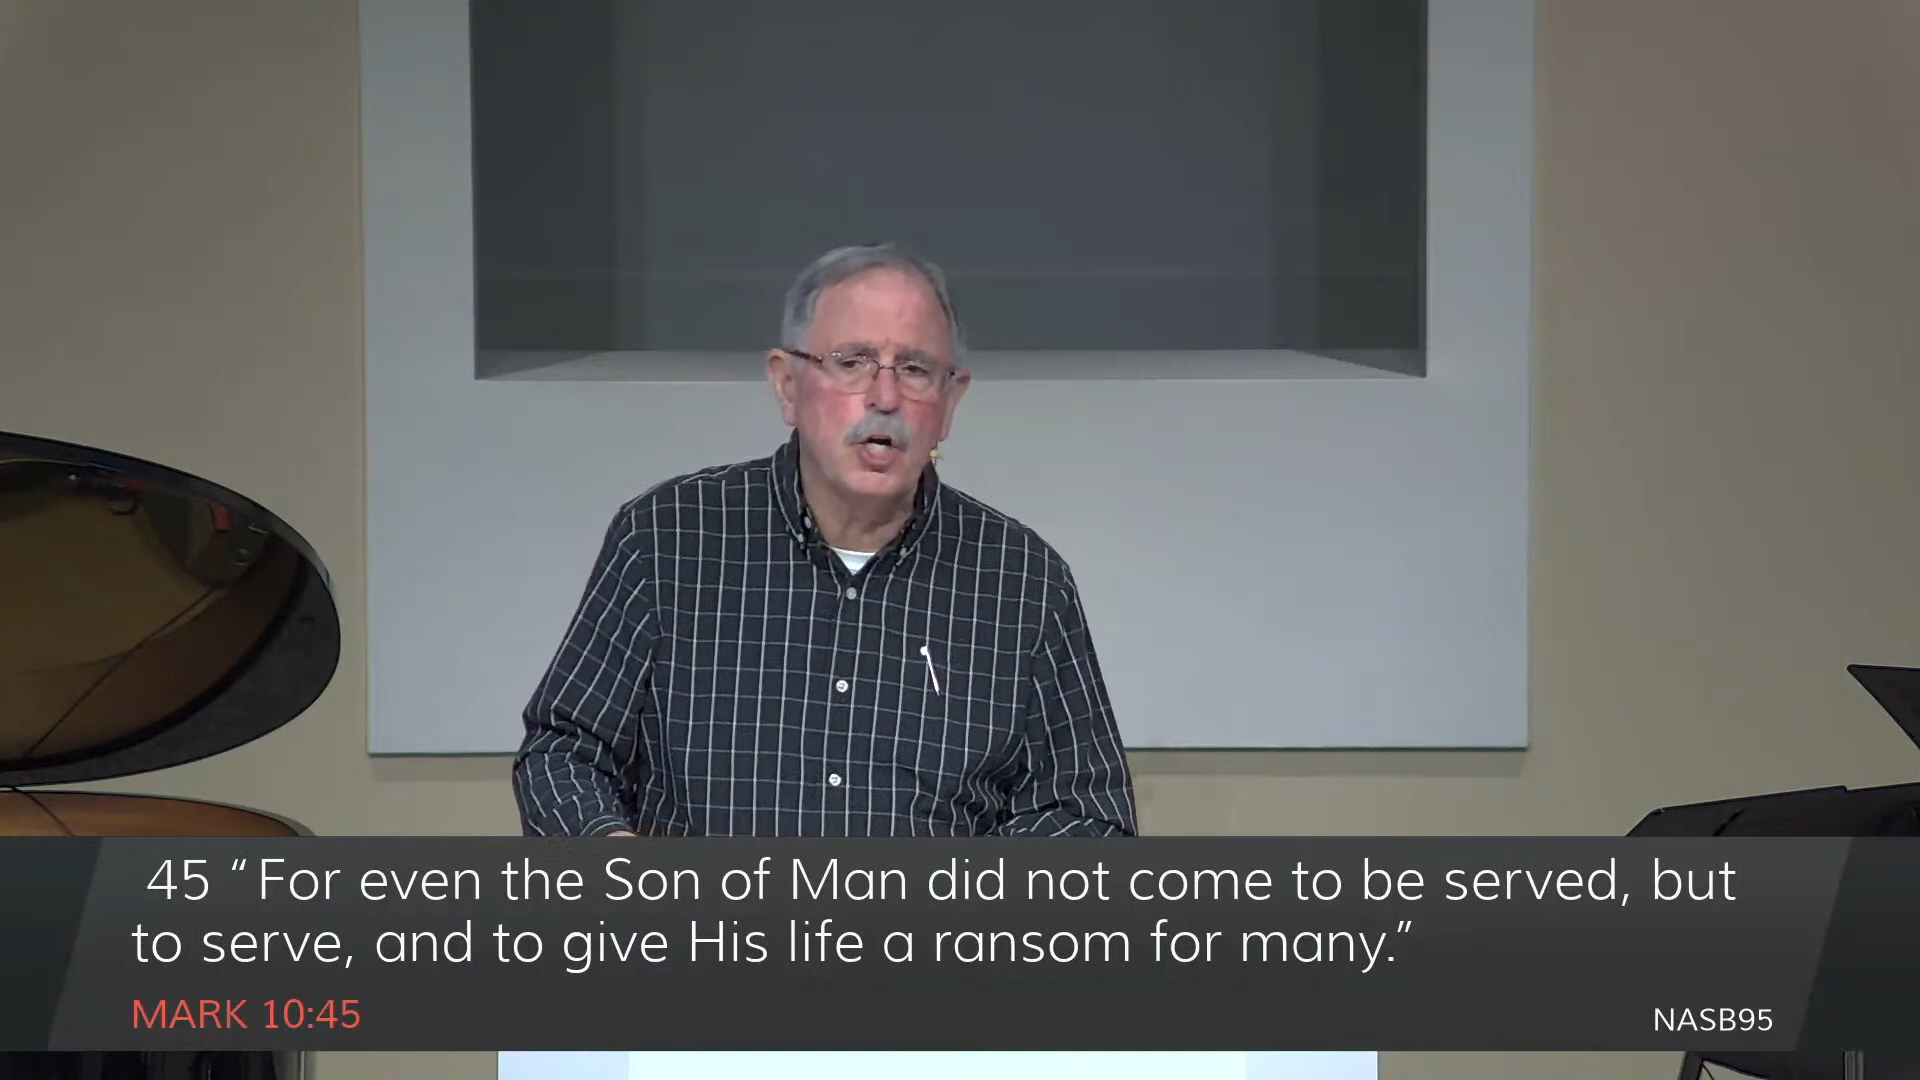 45 “For even the Son of Man did not come to be served, but
to serve, and to give His life a ransom for many.”
MARK 10:45
NASB95